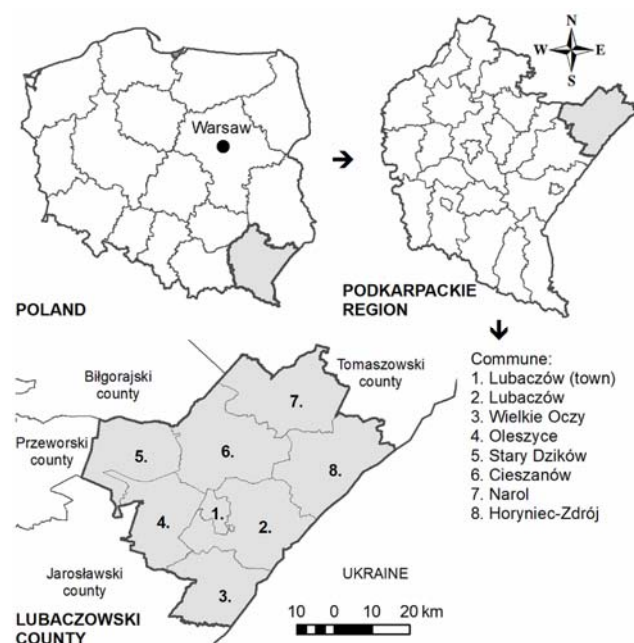 N
W E
S
Warsaw
POLAND
PODKARPACKIE
REGION
Commune:
1. Lubaczów (town)
2. Lubaczów
3. Wielkie Oczy
4. Oleszyce
5. Stary Dzików
6. Cieszanów
7. Narol
8. Horyniec-Zdrój
Biłgorajski
county
Tomaszowski
county
Przeworski
county
7.
5.
6.
8.
4.
1.
2.
3.
Jarosławski
county
UKRAINE
LUBACZOWSKI
COUNTY
10 0 10 20 km